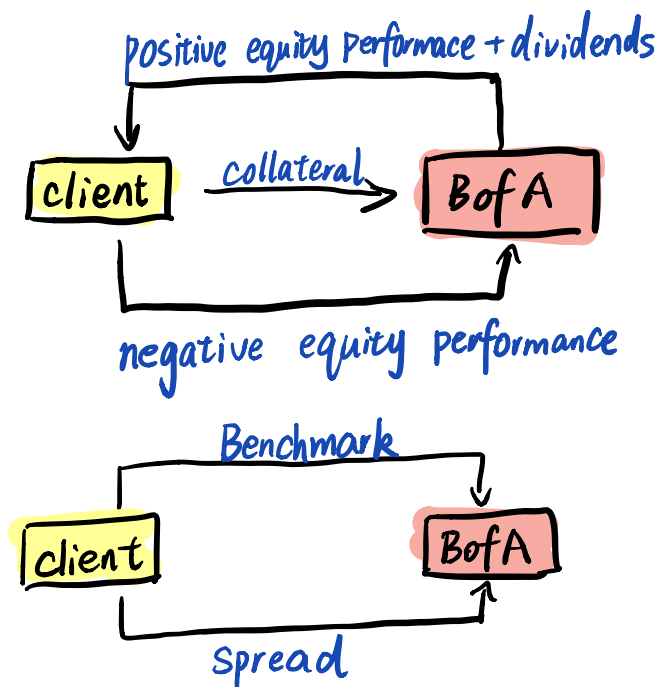 positive equity performace + dividends
client
collateral
BofA
negative equity performance
Benchmark
client
BofA
spread